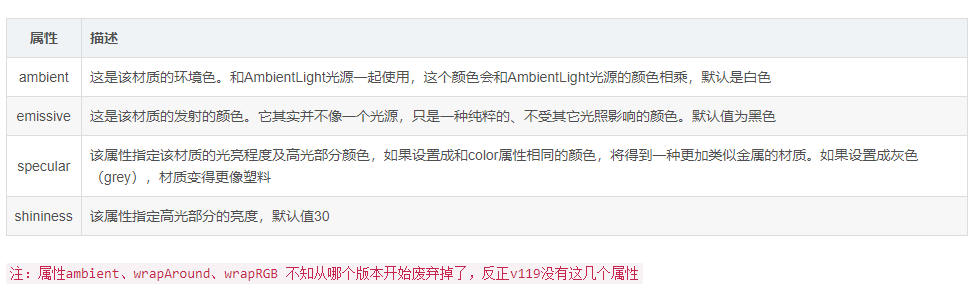 属性 描述
ambient 这是该材质的环境色。和AmbientLight光源一起使用，这个颜色会和AmbientLight光源的颜色相乘，默认是白色
emissive 这是该材质的发射的颜色。它其实并不像一个光源，只是一种纯粹的、不受其它光照影响的颜色。默认值为黑色
specular 该属性指定该材质的光亮程度及高光部分颜色，如果设置成和color属性相同的颜色，将得到一种更加类似金属的材质。如果设置成灰色
（grey），材质变得更像塑料
shininess 该属性指定高光部分的亮度，默认值30
注：属性ambient、wrapAround、wrapRGB 不知从哪个版本开始废弃掉了，反正v119没有这几个属性